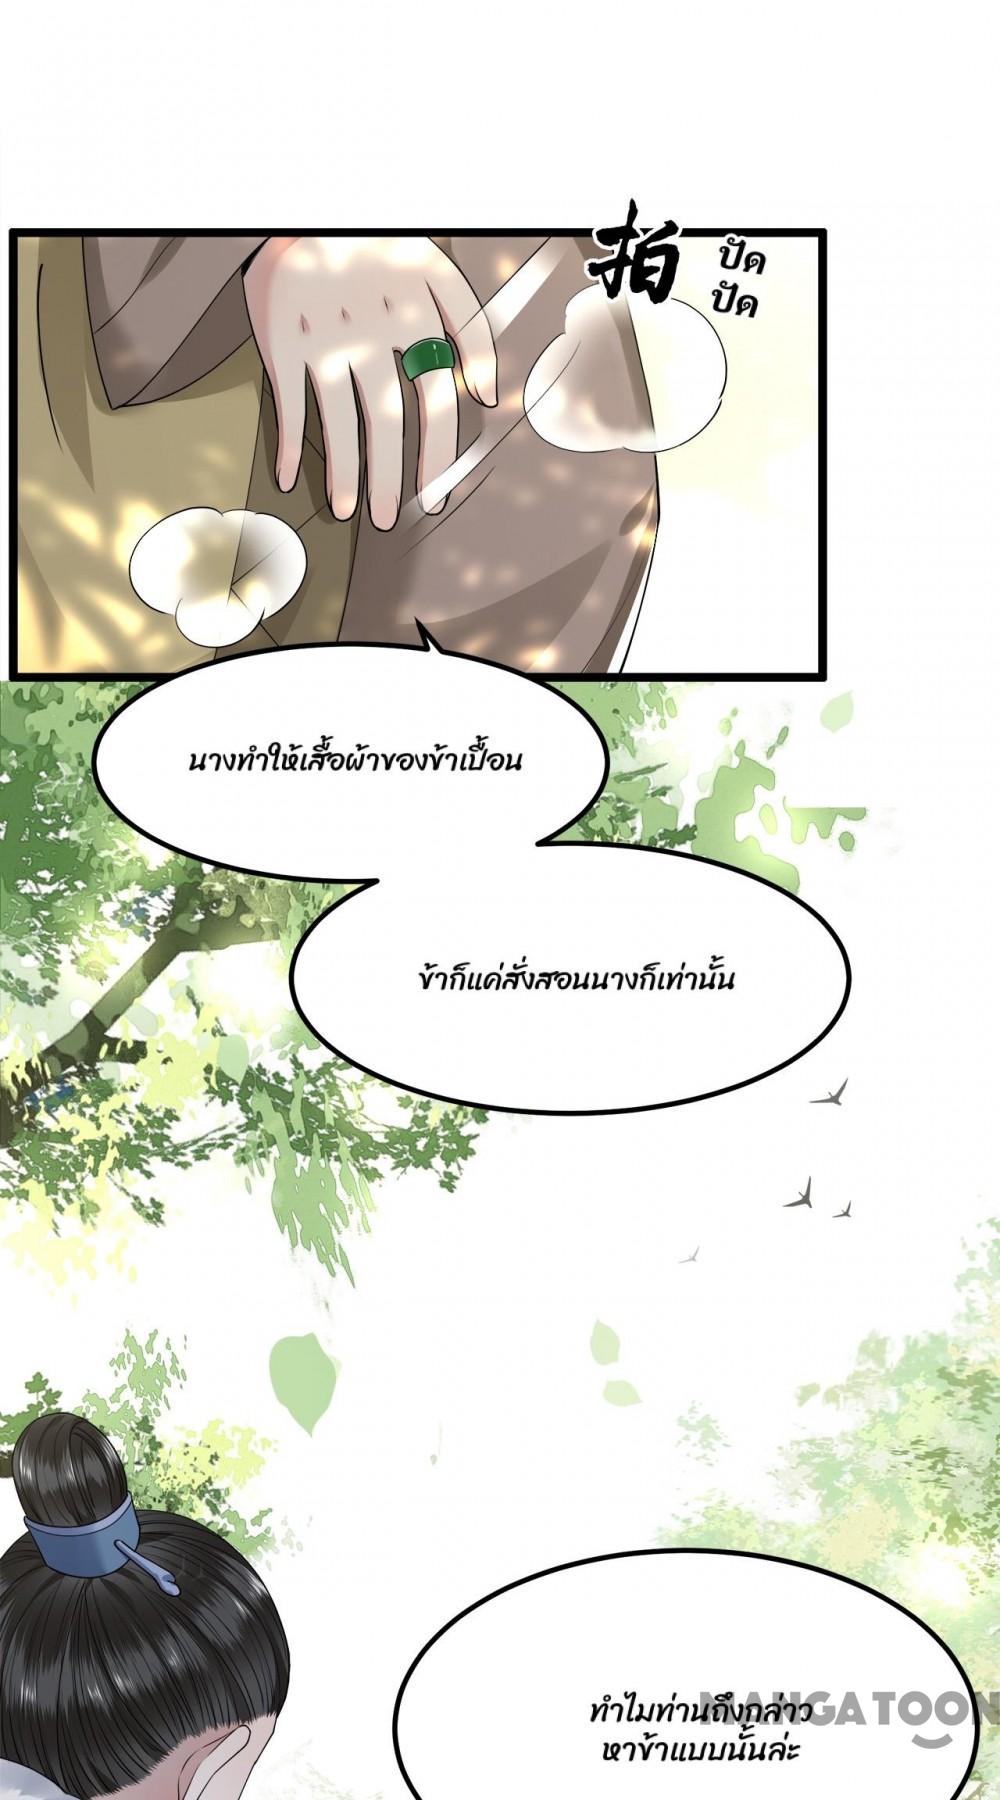 拍
ปัด
ปัด
นางทำให้เสื้อผ้าของข้าเปื้อน
ข้าก็แค่สั่งสอนนางก็เท่านั้น
ทำไมท่านถึงกล่าว
หาข้าแบบนั้นล่ะ
MANGATOON